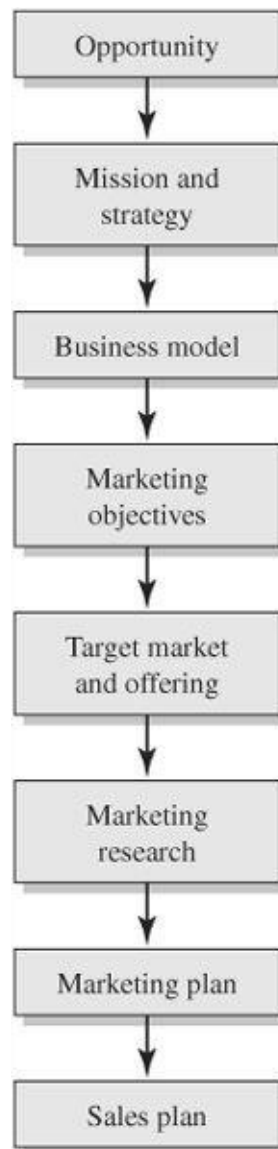 Opportunity
Mission and
strategy
Business model
Marketing
objectives
Target market
and offering
Marketing
research
Marketing plan
Sales plan